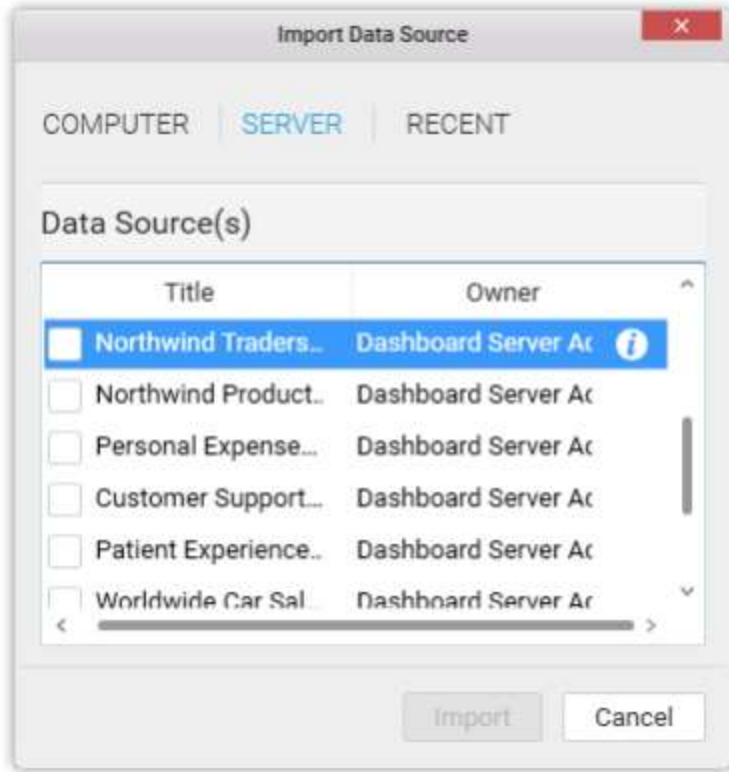 Import Data Source
COMPUTER SERVER RECENT
Data Source(s)
Title Owner
Northwind Traders... Dashboard Server Ac
Northwind Product.. Dashboard Server Ac
Personal Expense... Dashboard Server Ac
Customer Support... Dashboard Server Ac
Patient Experience.. Dashboard Server Ac
Worldwide Car Sal... Dashboard Server Ac
Import Cancel